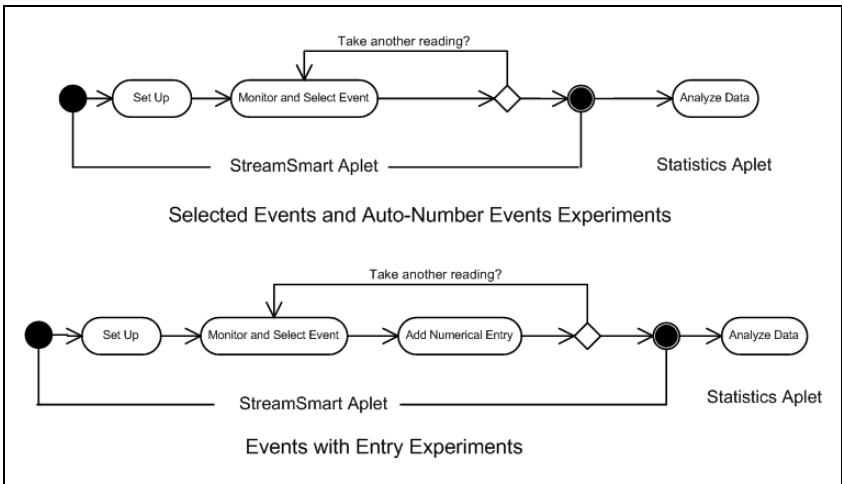 Take another reading?
Set Up
Monitor and Select Event
Analyze Data
StreamSmart Aplet
Statistics Aplet
Selected Events and Auto-Number Events Experiments
Take another reading?
Set Up
Monitor and Select Event
Add Numerical Entry
Analyze Data
StreamSmart Aplet
Statistics Aplet
Events with Entry Experiments